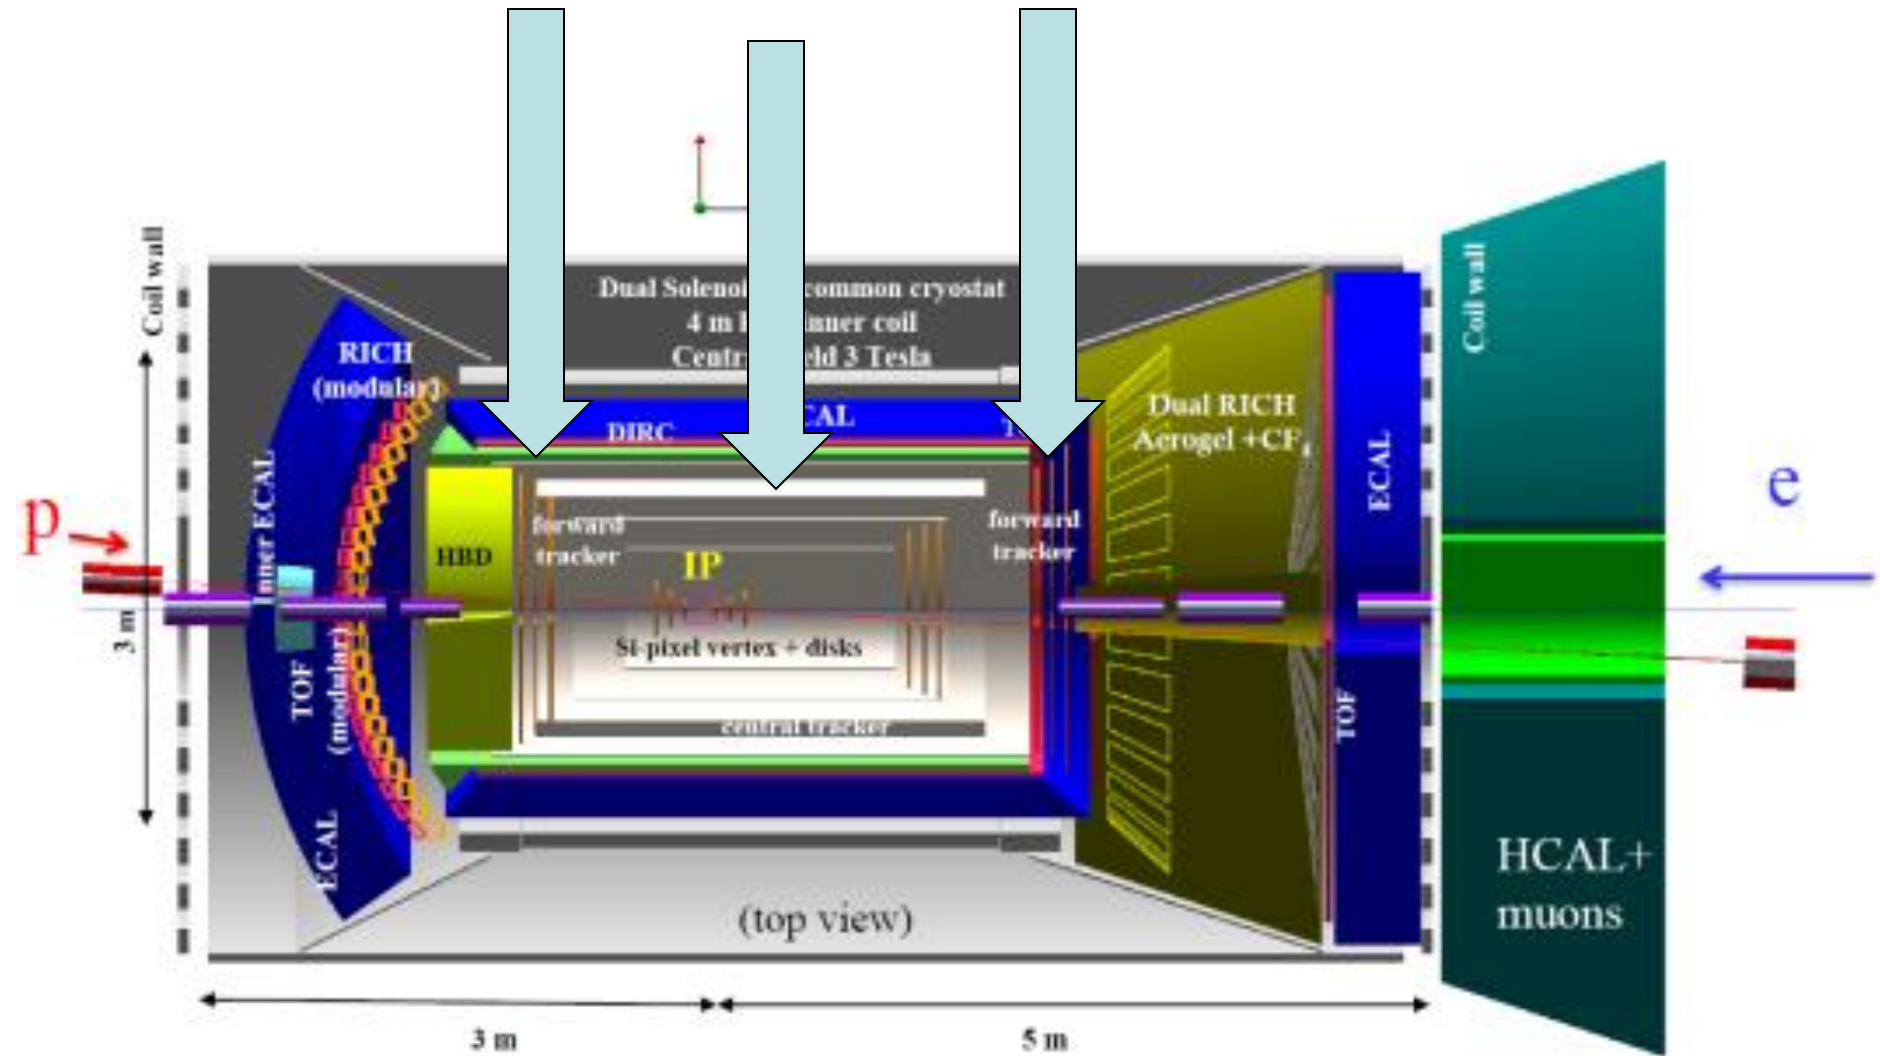 Dual Solenoi common cryostat
4 m inner coil
Centr eld 3 Tesla
Coil wall
Coil wall
RICH
(modular)
DIRC
CAL
Dual RICH
Aerogel +CF4
ECAL
p
e
Inner ECAL
HBD
forward
tracker
IP
forward
tracker
3 m
Si-pixel vertex + disks
TOF
(modular)
TOF
central tracker
ECAL
HCAL+
muons
(top view)
3 m
5 m